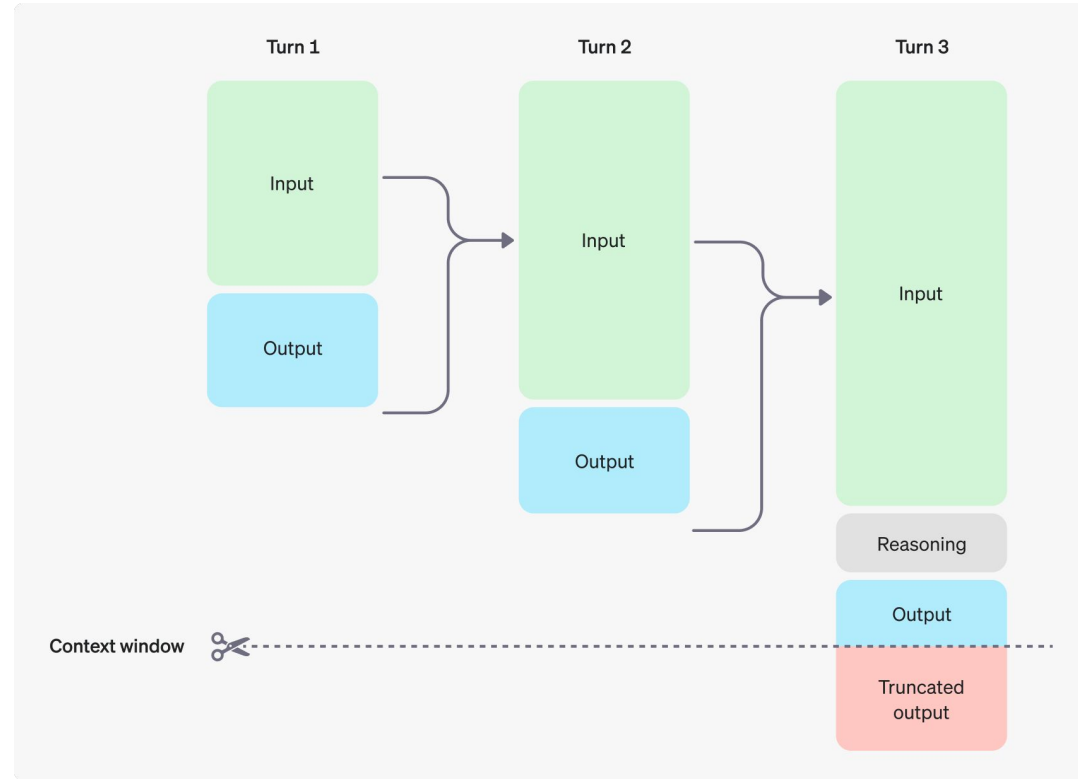 Turn 1
Turn 2
Turn 3
Input
Output
Input
Output
Input
Reasoning
Output
Context window
Truncated
output